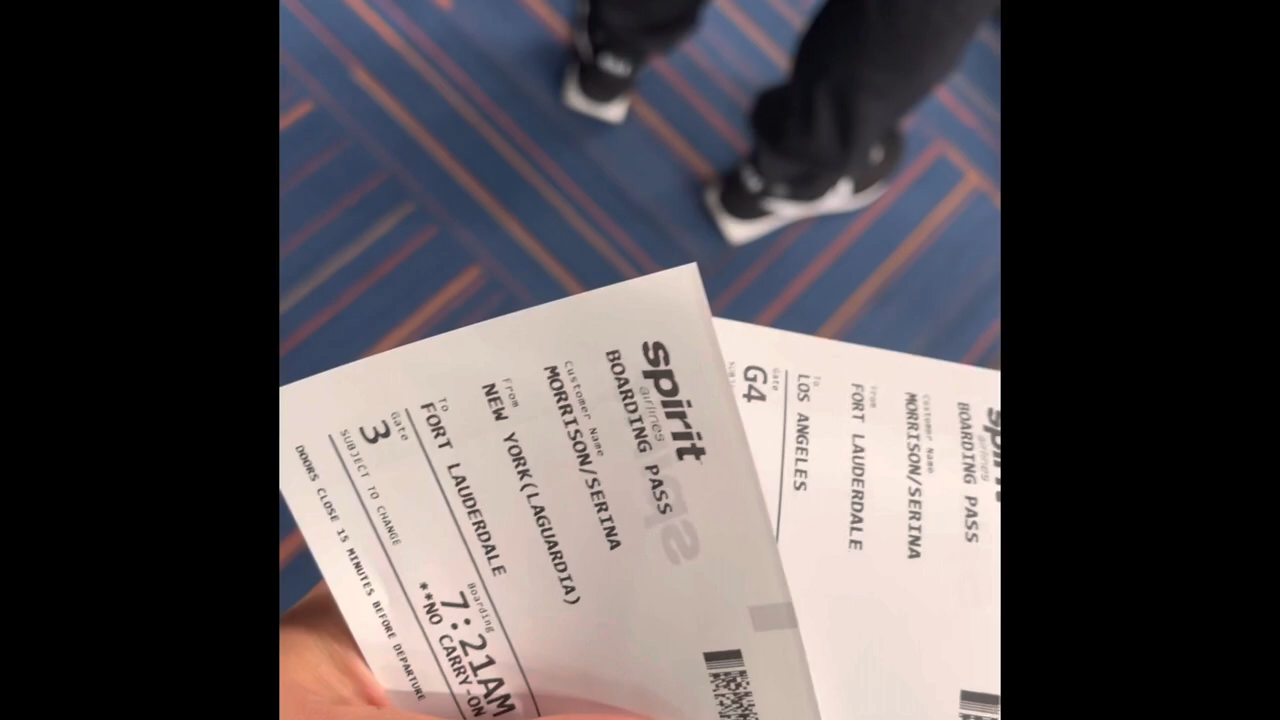 spirit
airlines
BOARDING PASS
Customer Name
MORRISON/SERINA
From
NEW YORK(LAGUARDIA)
To
FORT LAUDERDALE
Gate
3
Boarding
7:21AM
SUBJECT TO CHANGE
**NO CARRY-ON
DOORS CLOSE 15 MINUTES BEFORE DEPARTURE
spirit
airlines
BOARDING PASS
Customer Name
MORRISON/SERINA
From
FORT LAUDERDALE
To
LOS ANGELES
Gate
G4